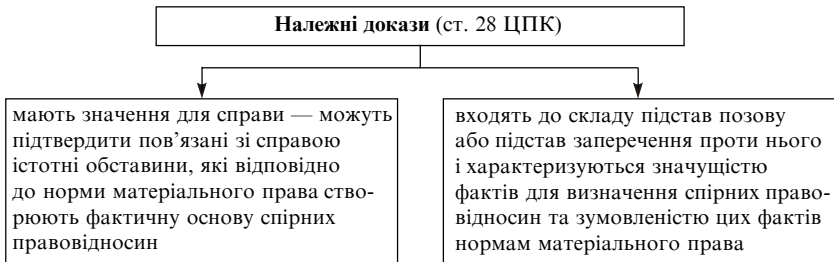 Належні докази (ст. 28 ЦПК)
мають значення для справи — можуть
підтвердити пов’язані зі справою
істотні обставини, які відповідно
до норми матеріального права ство-
рюють фактичну основу спірних
правовідносин
входять до складу підстав позову
або підстав заперечення проти нього
і характеризуються значущістю
фактів для визначення спірних право-
відносин та зумовленістю цих фактів
нормам матеріального права